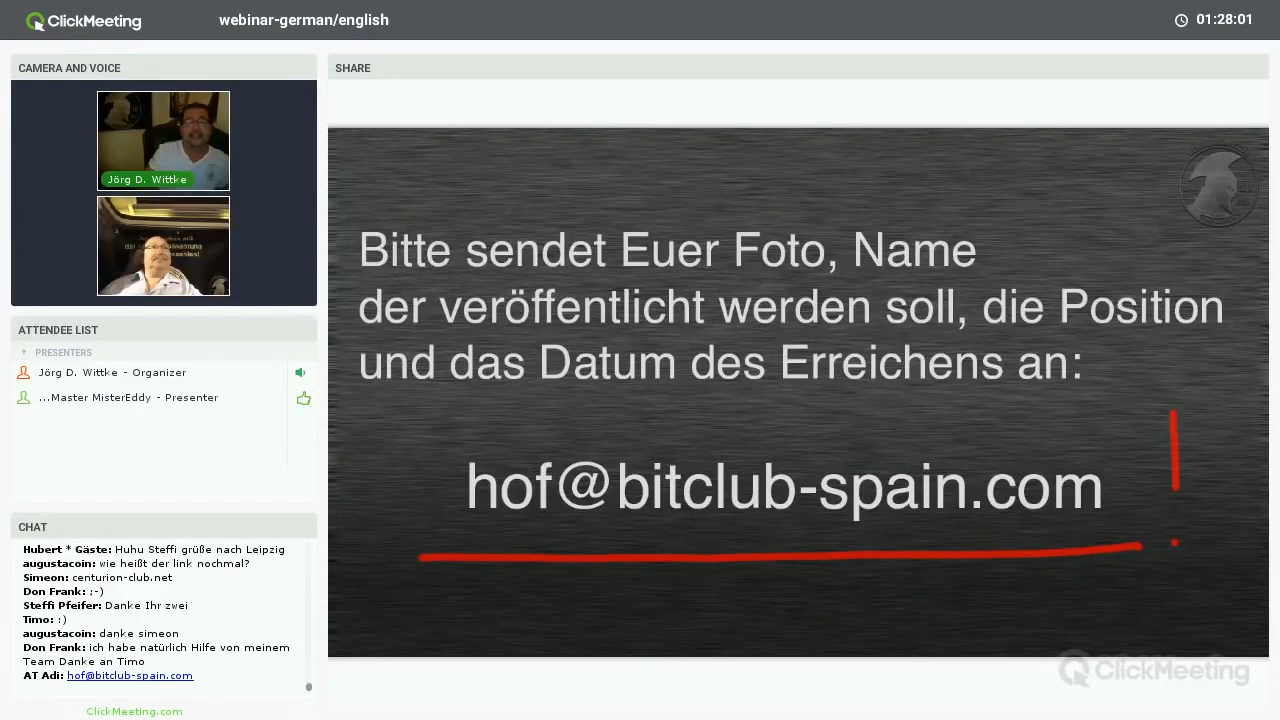 ClickMeeting
webinar-german/english
01:28:01
CAMERA AND VOICE
Jörg D. Wittke
ATTENDEE LIST
PRESENTERS
Jörg D. Wittke - Organizer
...Master MisterEddy - Presenter
CHAT
Hubert * Gäste: Huhu Steffi grüße nach Leipzig
augustacoin: wie heißt der link nochmal?
Simeon: centurion-club.net
Don Frank: ;-)
Steffi Pfeifer: Danke Ihr zwei
Timo: :)
augustacoin: danke simeon
Don Frank: ich habe natürlich Hilfe von meinem
Team Danke an Timo
AT Adi: hof@bitclub-spain.com
ClickMeeting.com
SHARE
Bitte sendet Euer Foto, Name
der veröffentlicht werden soll, die Position
und das Datum des Erreichens an:
hof@bitclub-spain.com
ClickMeeting